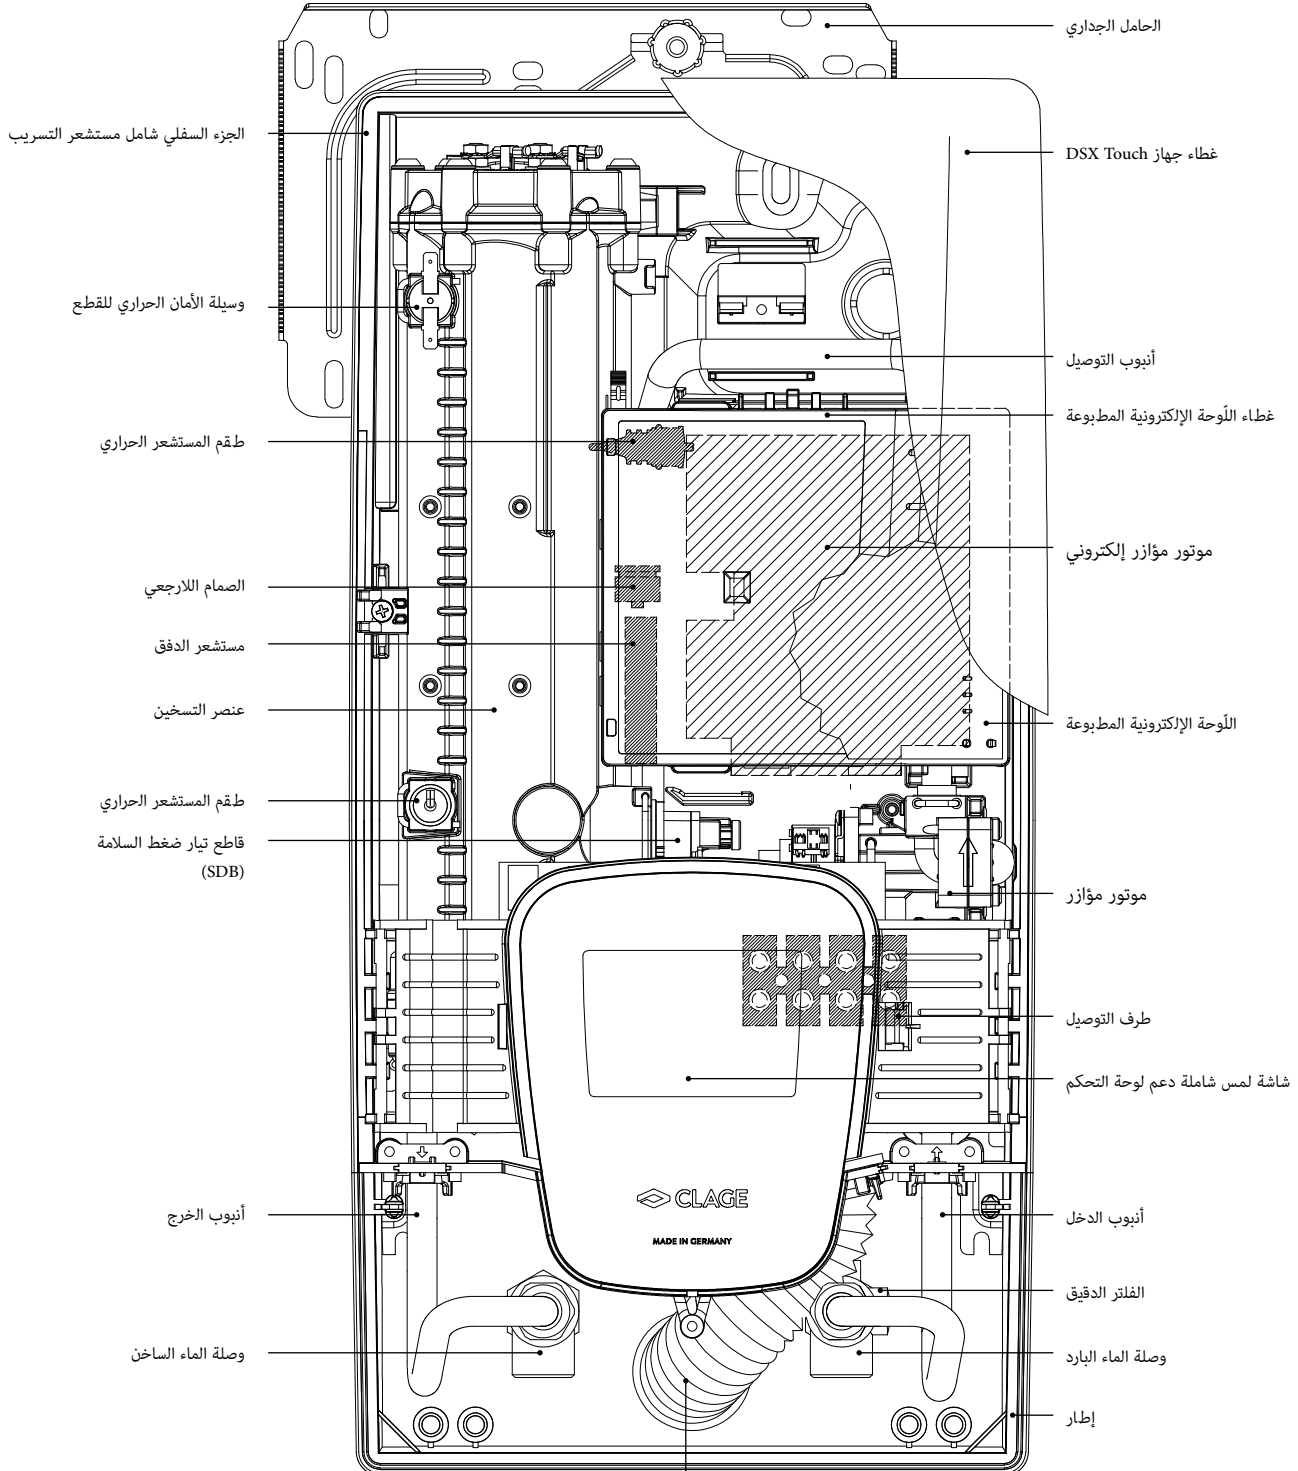 الحامل الجداري
الجزء السفلي شامل مستشعر التسريب
غطاء جهاز DSX Touch
وسيلة الأمان الحراري للقطع
أنبوب التوصيل
غطاء اللّوحة الإلكترونية المطبوعة
طقم المستشعر الحراري
موتور مؤازر إلكتروني
الصمام اللارجعي
مستشعر الدفق
عنصر التسخين
اللّوحة الإلكترونية المطبوعة
طقم المستشعر الحراري
قاطع تيار ضغط السلامة
(SDB)
موتور مؤازر
طرف التوصيل
شاشة لمس شاملة دعم لوحة التحكم
CLAGE
MADE IN GERMANY
أنبوب الخرج
أنبوب الدخل
الفلتر الدقيق
وصلة الماء الساخن
وصلة الماء البارد
إطار